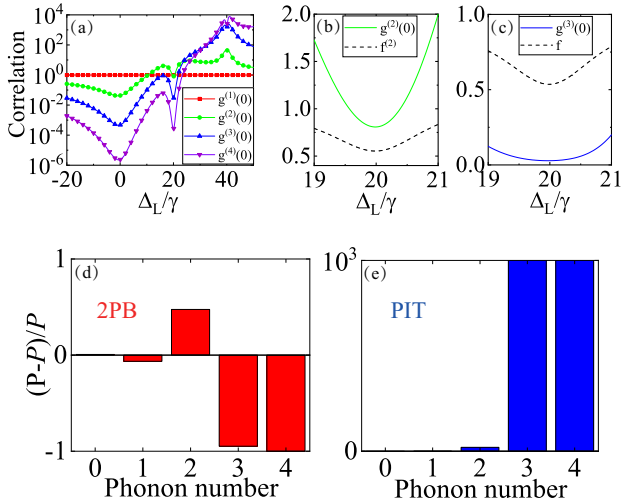 (a)
10^4
10^2
10^0
10^-2
10^-4
10^-6
Correlation
g^(1)(0)
g^(2)(0)
g^(3)(0)
g^(4)(0)
-20 0 20 40
Δ_L/γ
(b)
2.0
1.5
1.0
0.5
g^(2)(0)
f^(2)
19 20 21
Δ_L/γ
(c)
1.0
0.5
0.0
g^(3)(0)
f
19 20 21
Δ_L/γ
(d)
2PB
1
0
-1
(P-P)/P
0 1 2 3 4
Phonon number
(e)
PIT
10^3
0
0 1 2 3 4
Phonon number